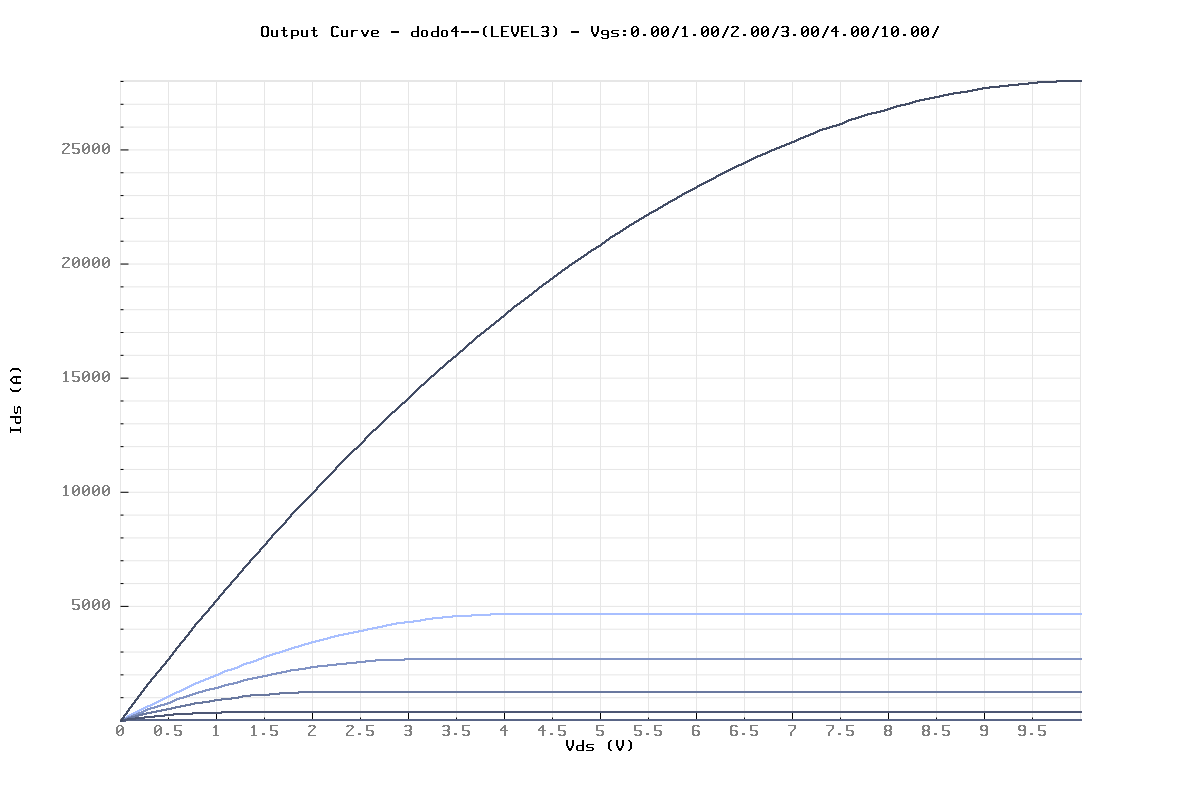 Output Curve - dodo4--(LEVEL3) - Vgs:0.00/1.00/2.00/3.00/4.00/10.00/
25000
20000
15000
10000
5000
Ids (A)
0 0.5 1 1.5 2 2.5 3 3.5 4 4.5 5 5.5 6 6.5 7 7.5 8 8.5 9 9.5
Vds (V)